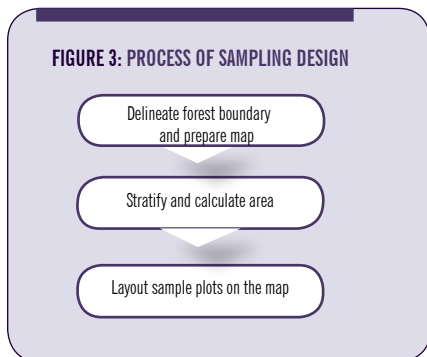 FIGURE 3: PROCESS OF SAMPLING DESIGN
Delineate forest boundary
and prepare map
Stratify and calculate area
Layout sample plots on the map